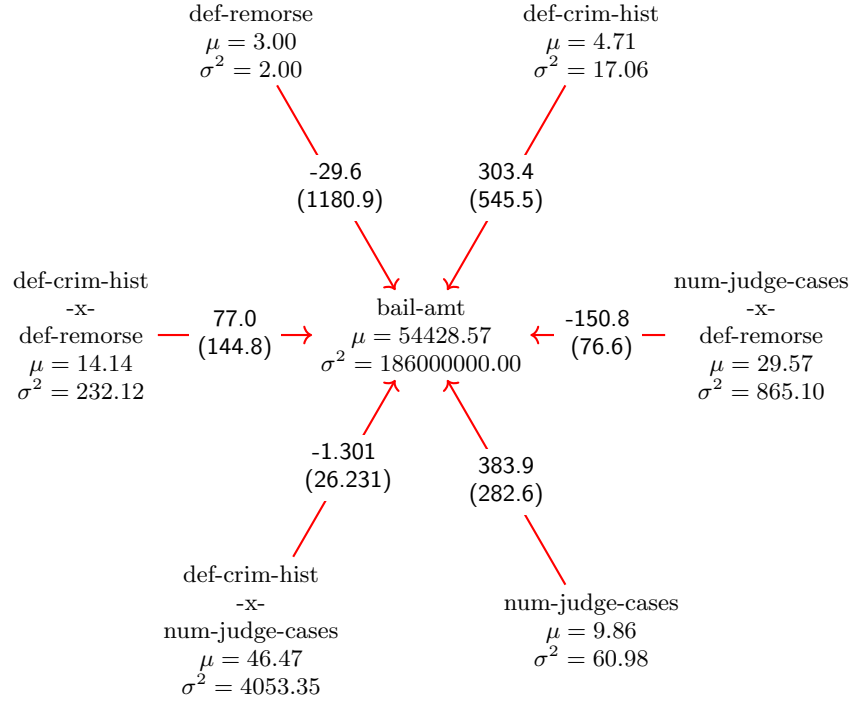 def-remorse
μ = 3.00
σ² = 2.00
def-crim-hist
μ = 4.71
σ² = 17.06
-29.6
(1180.9)
303.4
(545.5)
def-crim-hist
-x-
def-remorse
μ = 14.14
σ² = 232.12
77.0
(144.8)
bail-amt
μ = 54428.57
σ² = 186000000.00
-150.8
(76.6)
num-judge-cases
-x-
def-remorse
μ = 29.57
σ² = 865.10
-1.301
(26.231)
383.9
(282.6)
def-crim-hist
-x-
num-judge-cases
μ = 46.47
σ² = 4053.35
num-judge-cases
μ = 9.86
σ² = 60.98